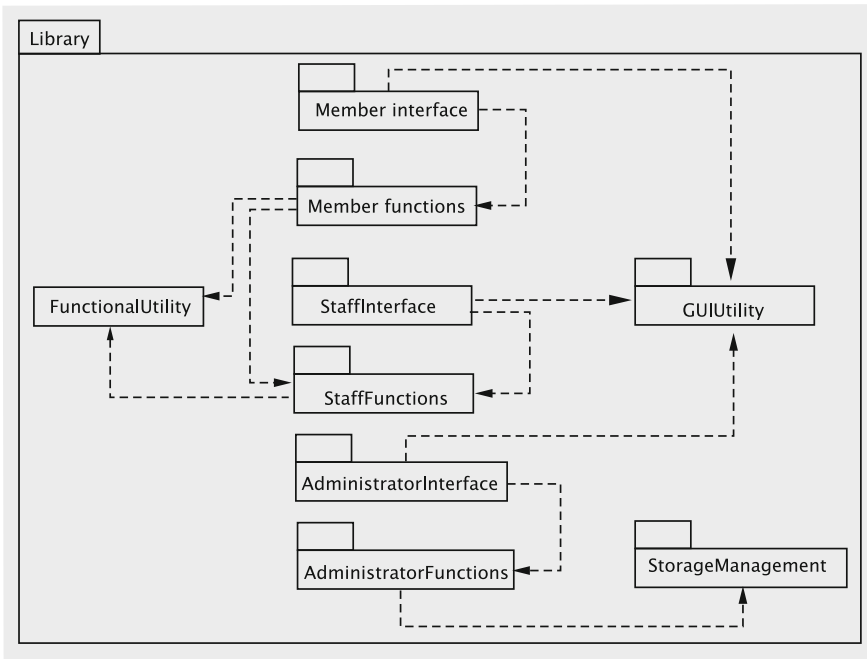 Library
Member interface
Member functions
FunctionalUtility
StaffInterface
GUIUtility
StaffFunctions
AdministratorInterface
AdministratorFunctions
StorageManagement